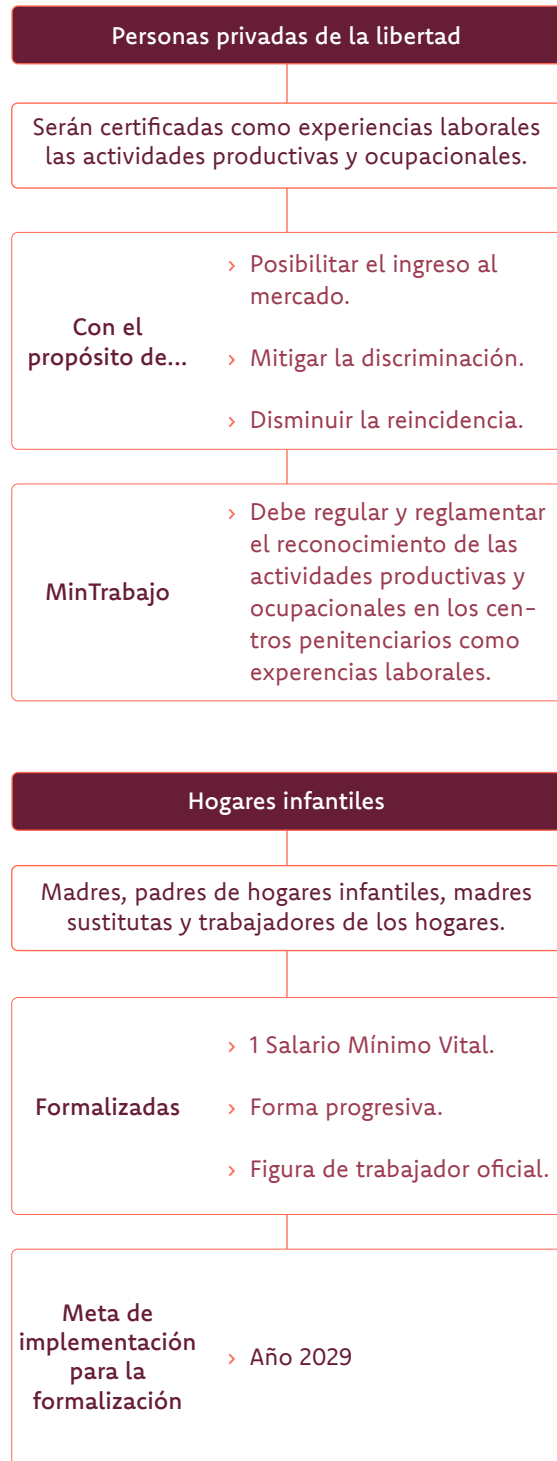 Personas privadas de la libertad
Serán certificadas como experiencias laborales
las actividades productivas y ocupacionales.
Con el
propósito de...
› Posibilitar el ingreso al
mercado.
› Mitigar la discriminación.
› Disminuir la reincidencia.
MinTrabajo
› Debe regular y reglamentar
el reconocimiento de las
actividades productivas y
ocupacionales en los cen-
tros penitenciarios como
experencias laborales.
Hogares infantiles
Madres, padres de hogares infantiles, madres
sustitutas y trabajadores de los hogares.
Formalizadas
› 1 Salario Mínimo Vital.
› Forma progresiva.
› Figura de trabajador oficial.
Meta de
implementación
para la
formalización
› Año 2029